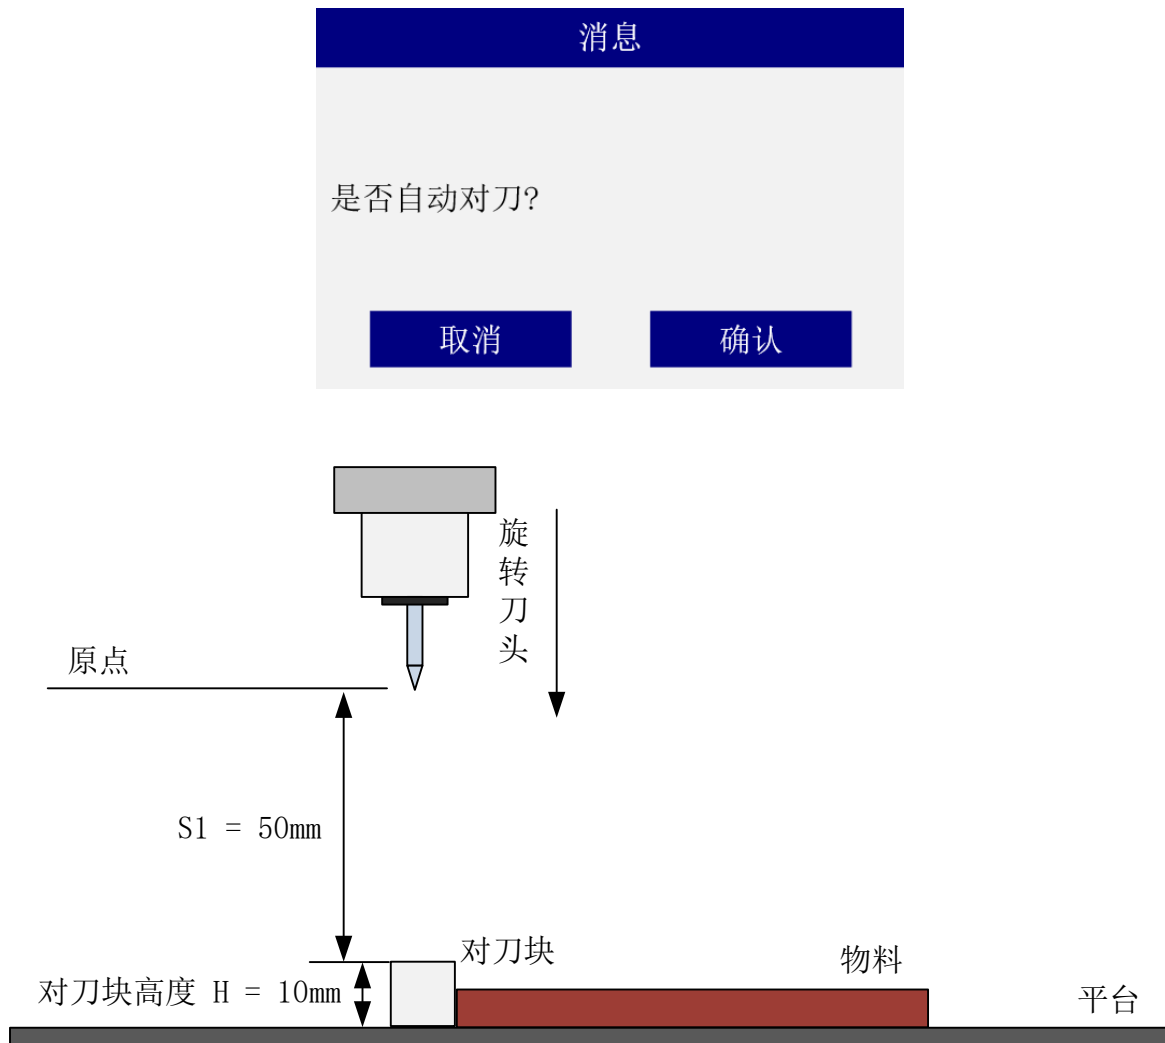 消息
是否自动对刀?
取消
确认
旋转刀头
原点
S1 = 50mm
对刀块
物料
对刀块高度 H = 10mm
平台